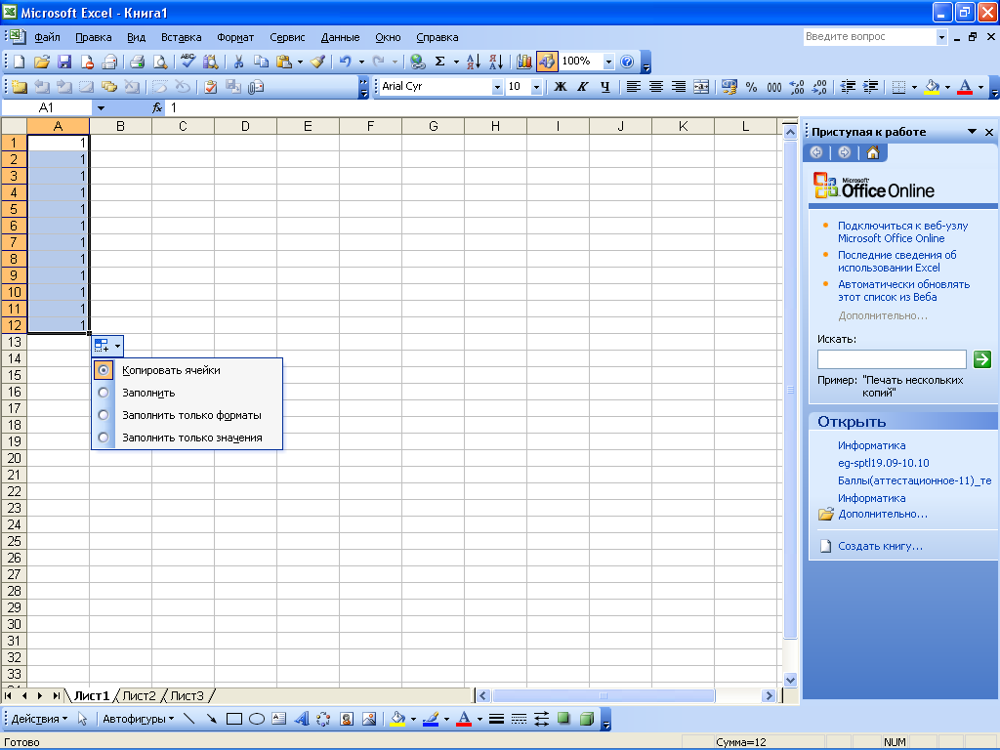 Microsoft Excel - Книга1
Файл Правка Вид Вставка Формат Сервис Данные Окно Справка Введите вопрос
Σ 100%
Arial Cyr 10 Ж К Ч % 000
A1 fx 1
A B C D E F G H I J K L
1 1
2 1
3 1
4 1
5 1
6 1
7 1
8 1
9 1
10 1
11 1
12 1
13
14
15
16
17
18
19
20
21
22
23
24
25
26
27
28
29
30
31
32
33
Копировать ячейки
Заполнить
Заполнить только форматы
Заполнить только значения
Приступая к работе
Microsoft
Office Online
Подключиться к веб-узлу
Microsoft Office Online
Последние сведения об
использовании Excel
Автоматически обновлять
этот список из Веба
Дополнительно...
Искать:
Пример: "Печать нескольких
копий"
Открыть
Информатика
eg-sptl19.09-10.10
Баллы(аттестационное-11)_те
Информатика
Дополнительно...
Создать книгу...
Лист1 Лист2 Лист3
Действия Автофигуры
Готово Сумма=12 NUM